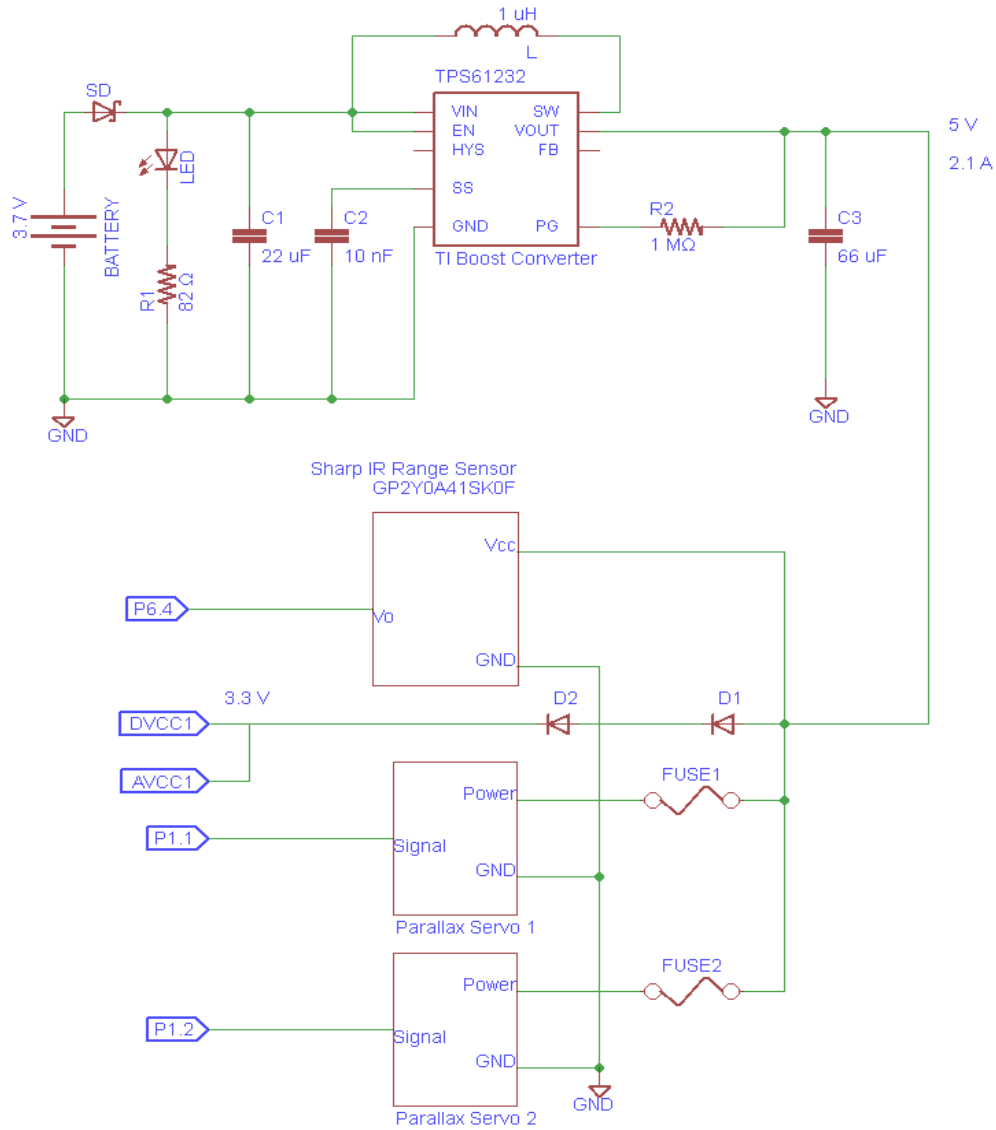 1 uH
L
TPS61232
SD
VIN
SW
EN
VOUT
HYS
FB
SS
GND
PG
TI Boost Converter
5 V
2.1 A
LED
3.7 V
BATTERY
C1
22 uF
C2
10 nF
R2
1 MΩ
C3
66 uF
R1
82 Ω
GND
GND
Sharp IR Range Sensor
GP2Y0A41SK0F
Vcc
P6.4
Vo
GND
3.3 V
D2
D1
DVCC1
AVCC1
FUSE1
Power
P1.1
Signal
GND
Parallax Servo 1
FUSE2
Power
P1.2
Signal
GND
GND
Parallax Servo 2